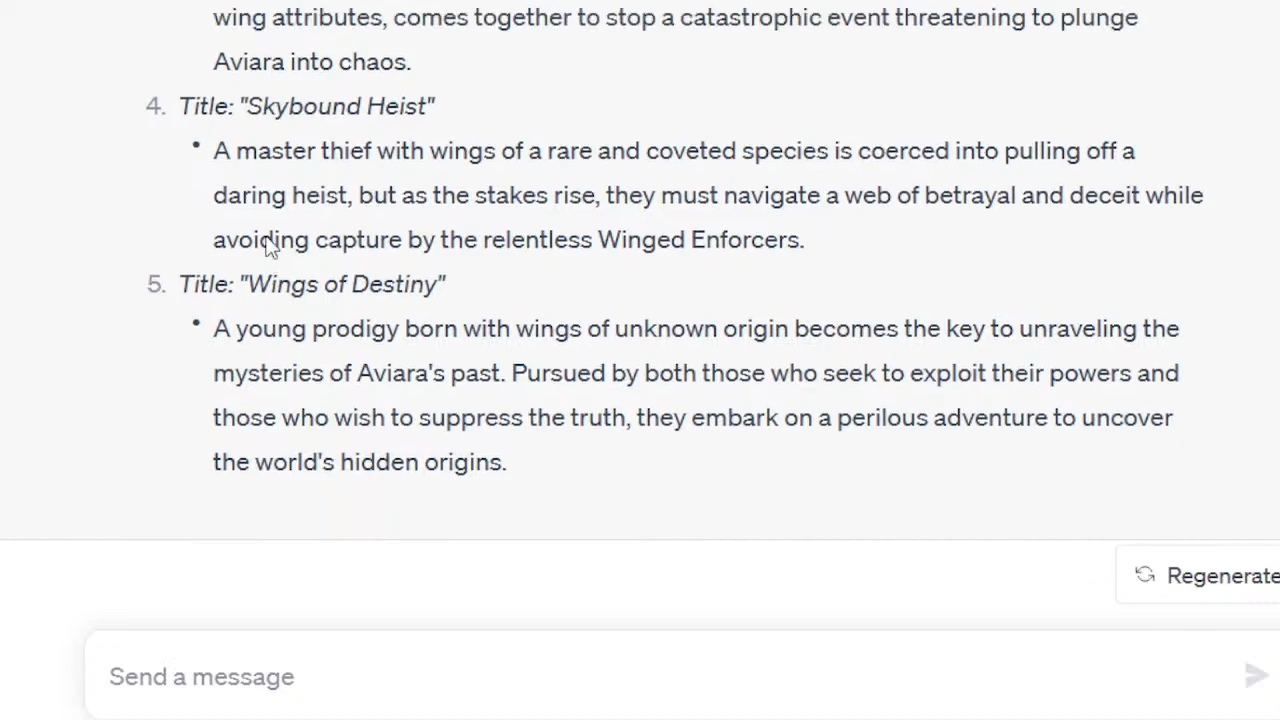 wing attributes, comes together to stop a catastrophic event threatening to plunge
Aviara into chaos.
4. Title: "Skybound Heist"
• A master thief with wings of a rare and coveted species is coerced into pulling off a
daring heist, but as the stakes rise, they must navigate a web of betrayal and deceit while
avoiding capture by the relentless Winged Enforcers.
5. Title: "Wings of Destiny"
• A young prodigy born with wings of unknown origin becomes the key to unraveling the
mysteries of Aviara's past. Pursued by both those who seek to exploit their powers and
those who wish to suppress the truth, they embark on a perilous adventure to uncover
the world's hidden origins.
Regenerate
Send a message